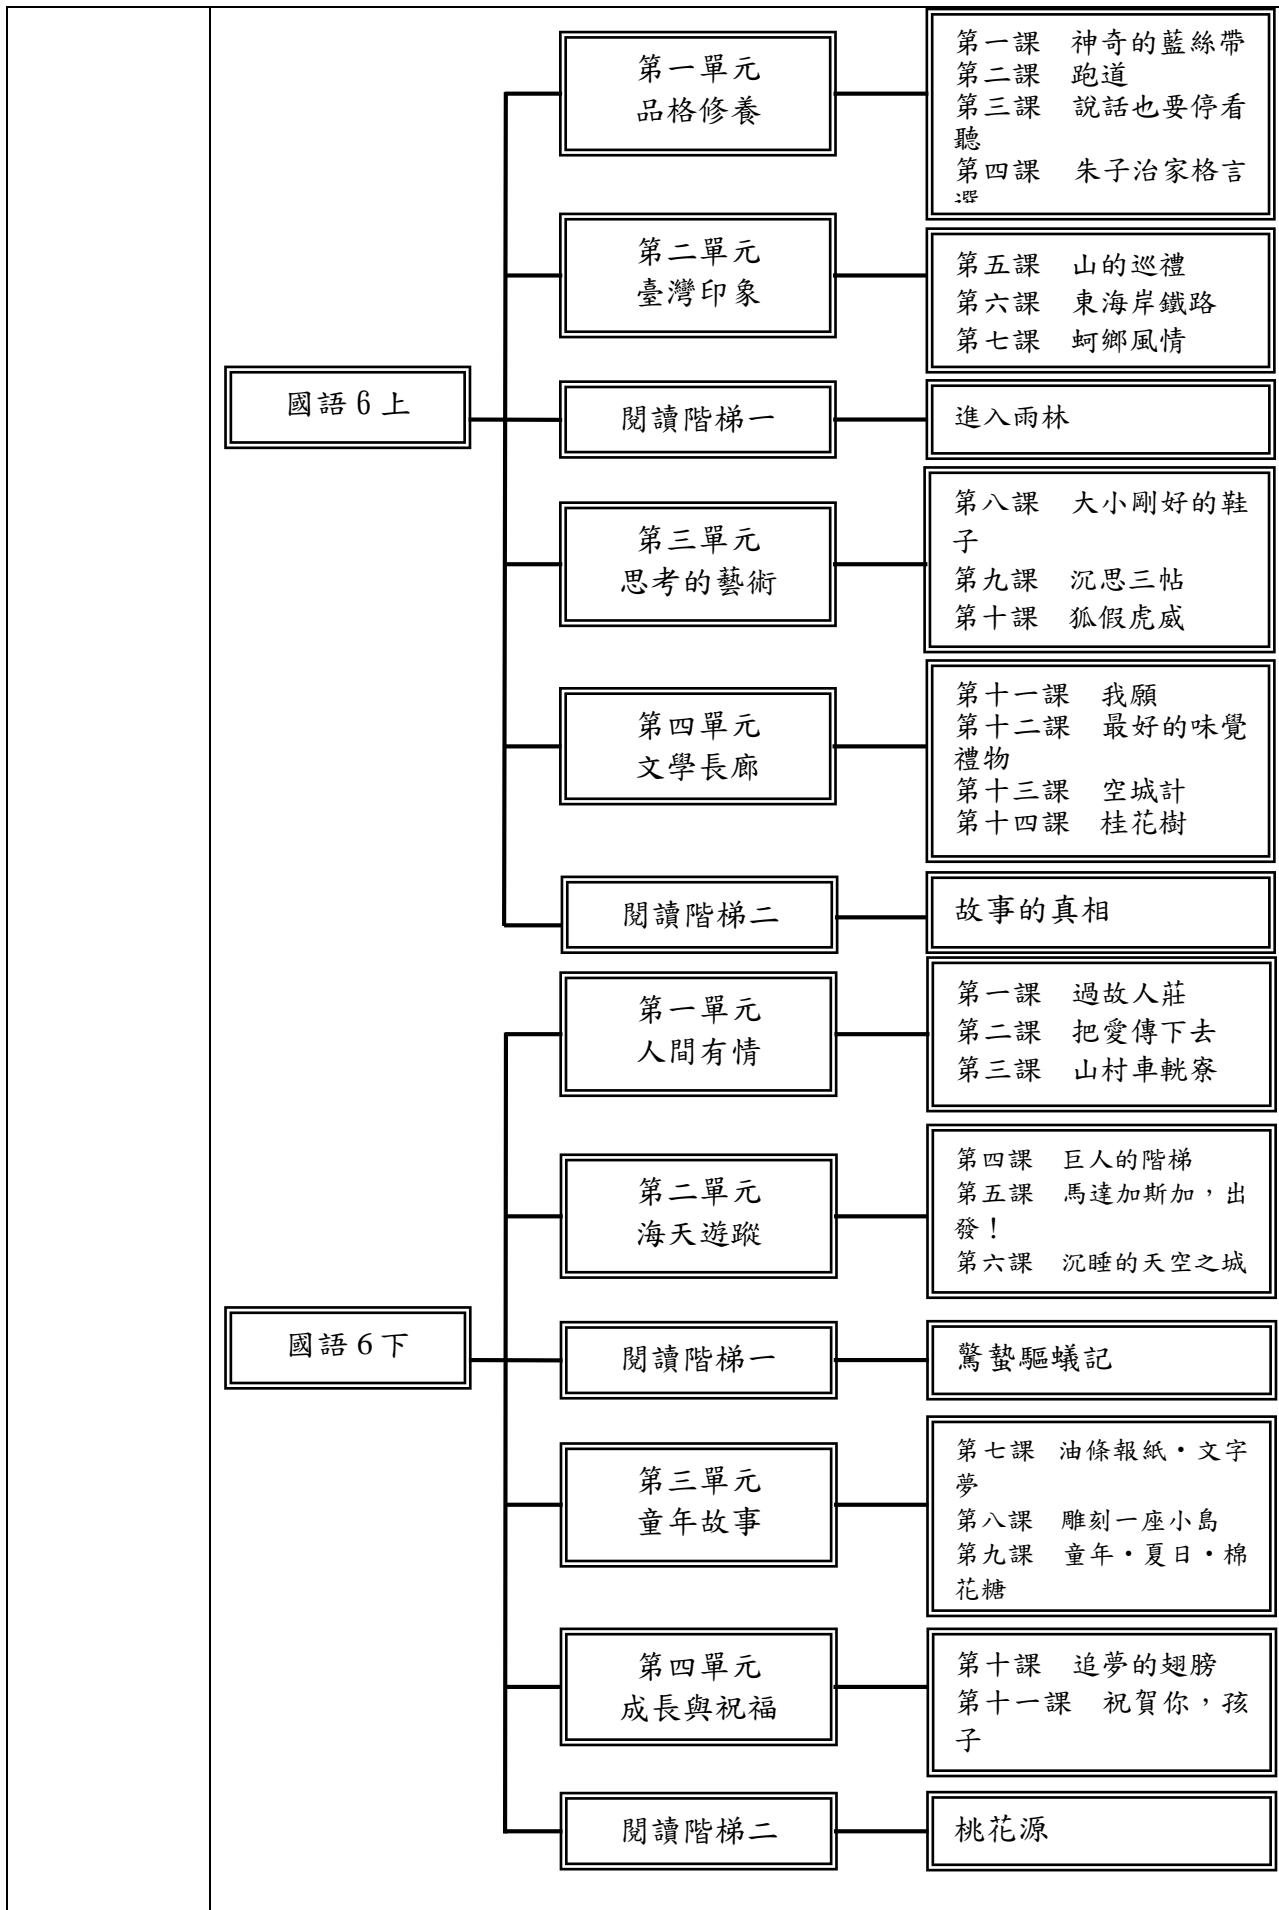 國語6上
第一單元
品格修養
第一課　神奇的藍絲帶
第二課　跑道
第三課　說話也要停看
聽
第四課　朱子治家格言
選
第二單元
臺灣印象
第五課　山的巡禮
第六課　東海岸鐵路
第七課　蚵鄉風情
閱讀階梯一
進入雨林
第三單元
思考的藝術
第八課　大小剛好的鞋
子
第九課　沉思三帖
第十課　狐假虎威
第四單元
文學長廊
第十一課　我願
第十二課　最好的味覺
禮物
第十三課　空城計
第十四課　桂花樹
閱讀階梯二
故事的真相
國語6下
第一單元
人間有情
第一課　過故人莊
第二課　把愛傳下去
第三課　山村車軏寮
第二單元
海天遊蹤
第四課　巨人的階梯
第五課　馬達加斯加，出
發！
第六課　沉睡的天空之城
閱讀階梯一
驚蟄驅蟻記
第三單元
童年故事
第七課　油條報紙・文字
夢
第八課　雕刻一座小島
第九課　童年・夏日・棉
花糖
第四單元
成長與祝福
第十課　追夢的翅膀
第十一課　祝賀你，孩
子
閱讀階梯二
桃花源